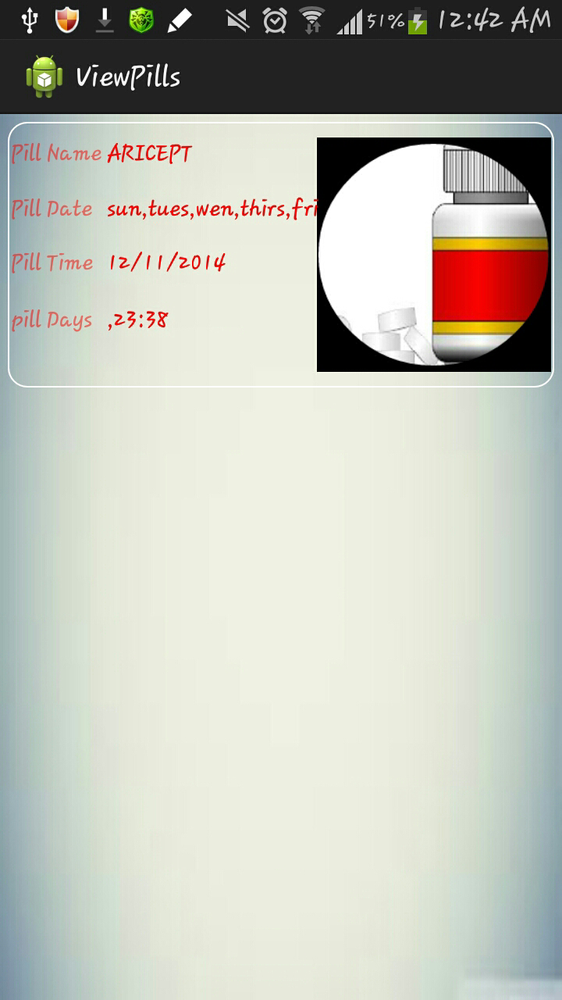 51% 12:42 AM
ViewPills
Pill Name ARICEPT
Pill Date sun,tues,wen,thirs,fri
Pill Time 12/11/2014
pill Days ,23:38